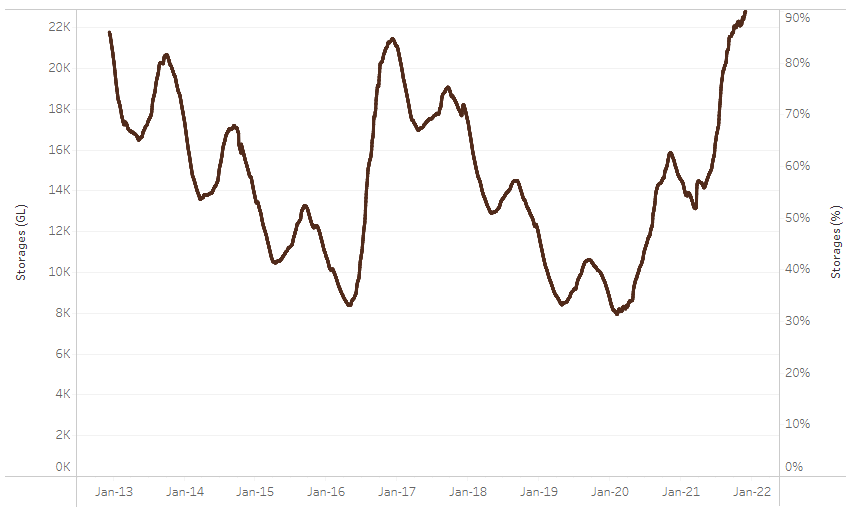 Storages (GL)
22K
20K
18K
16K
14K
12K
10K
8K
6K
4K
2K
0K
90%
80%
70%
60%
50%
40%
30%
20%
10%
0%
Storages (%)
Jan-13 Jan-14 Jan-15 Jan-16 Jan-17 Jan-18 Jan-19 Jan-20 Jan-21 Jan-22